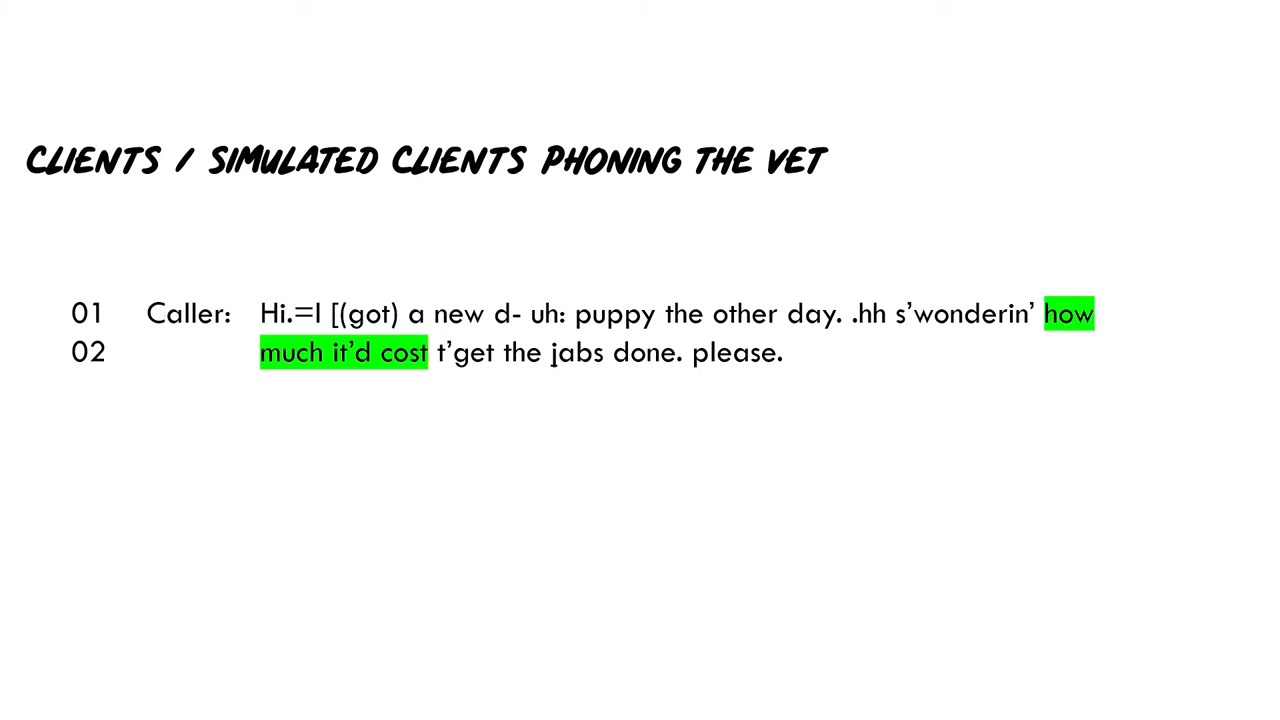 CLIENTS / SIMULATED CLIENTS PHONING THE VET
01 Caller: Hi.=I [(got) a new d- uh: puppy the other day. .hh s’wonderin’ how
02 much it’d cost t’get the jabs done. please.